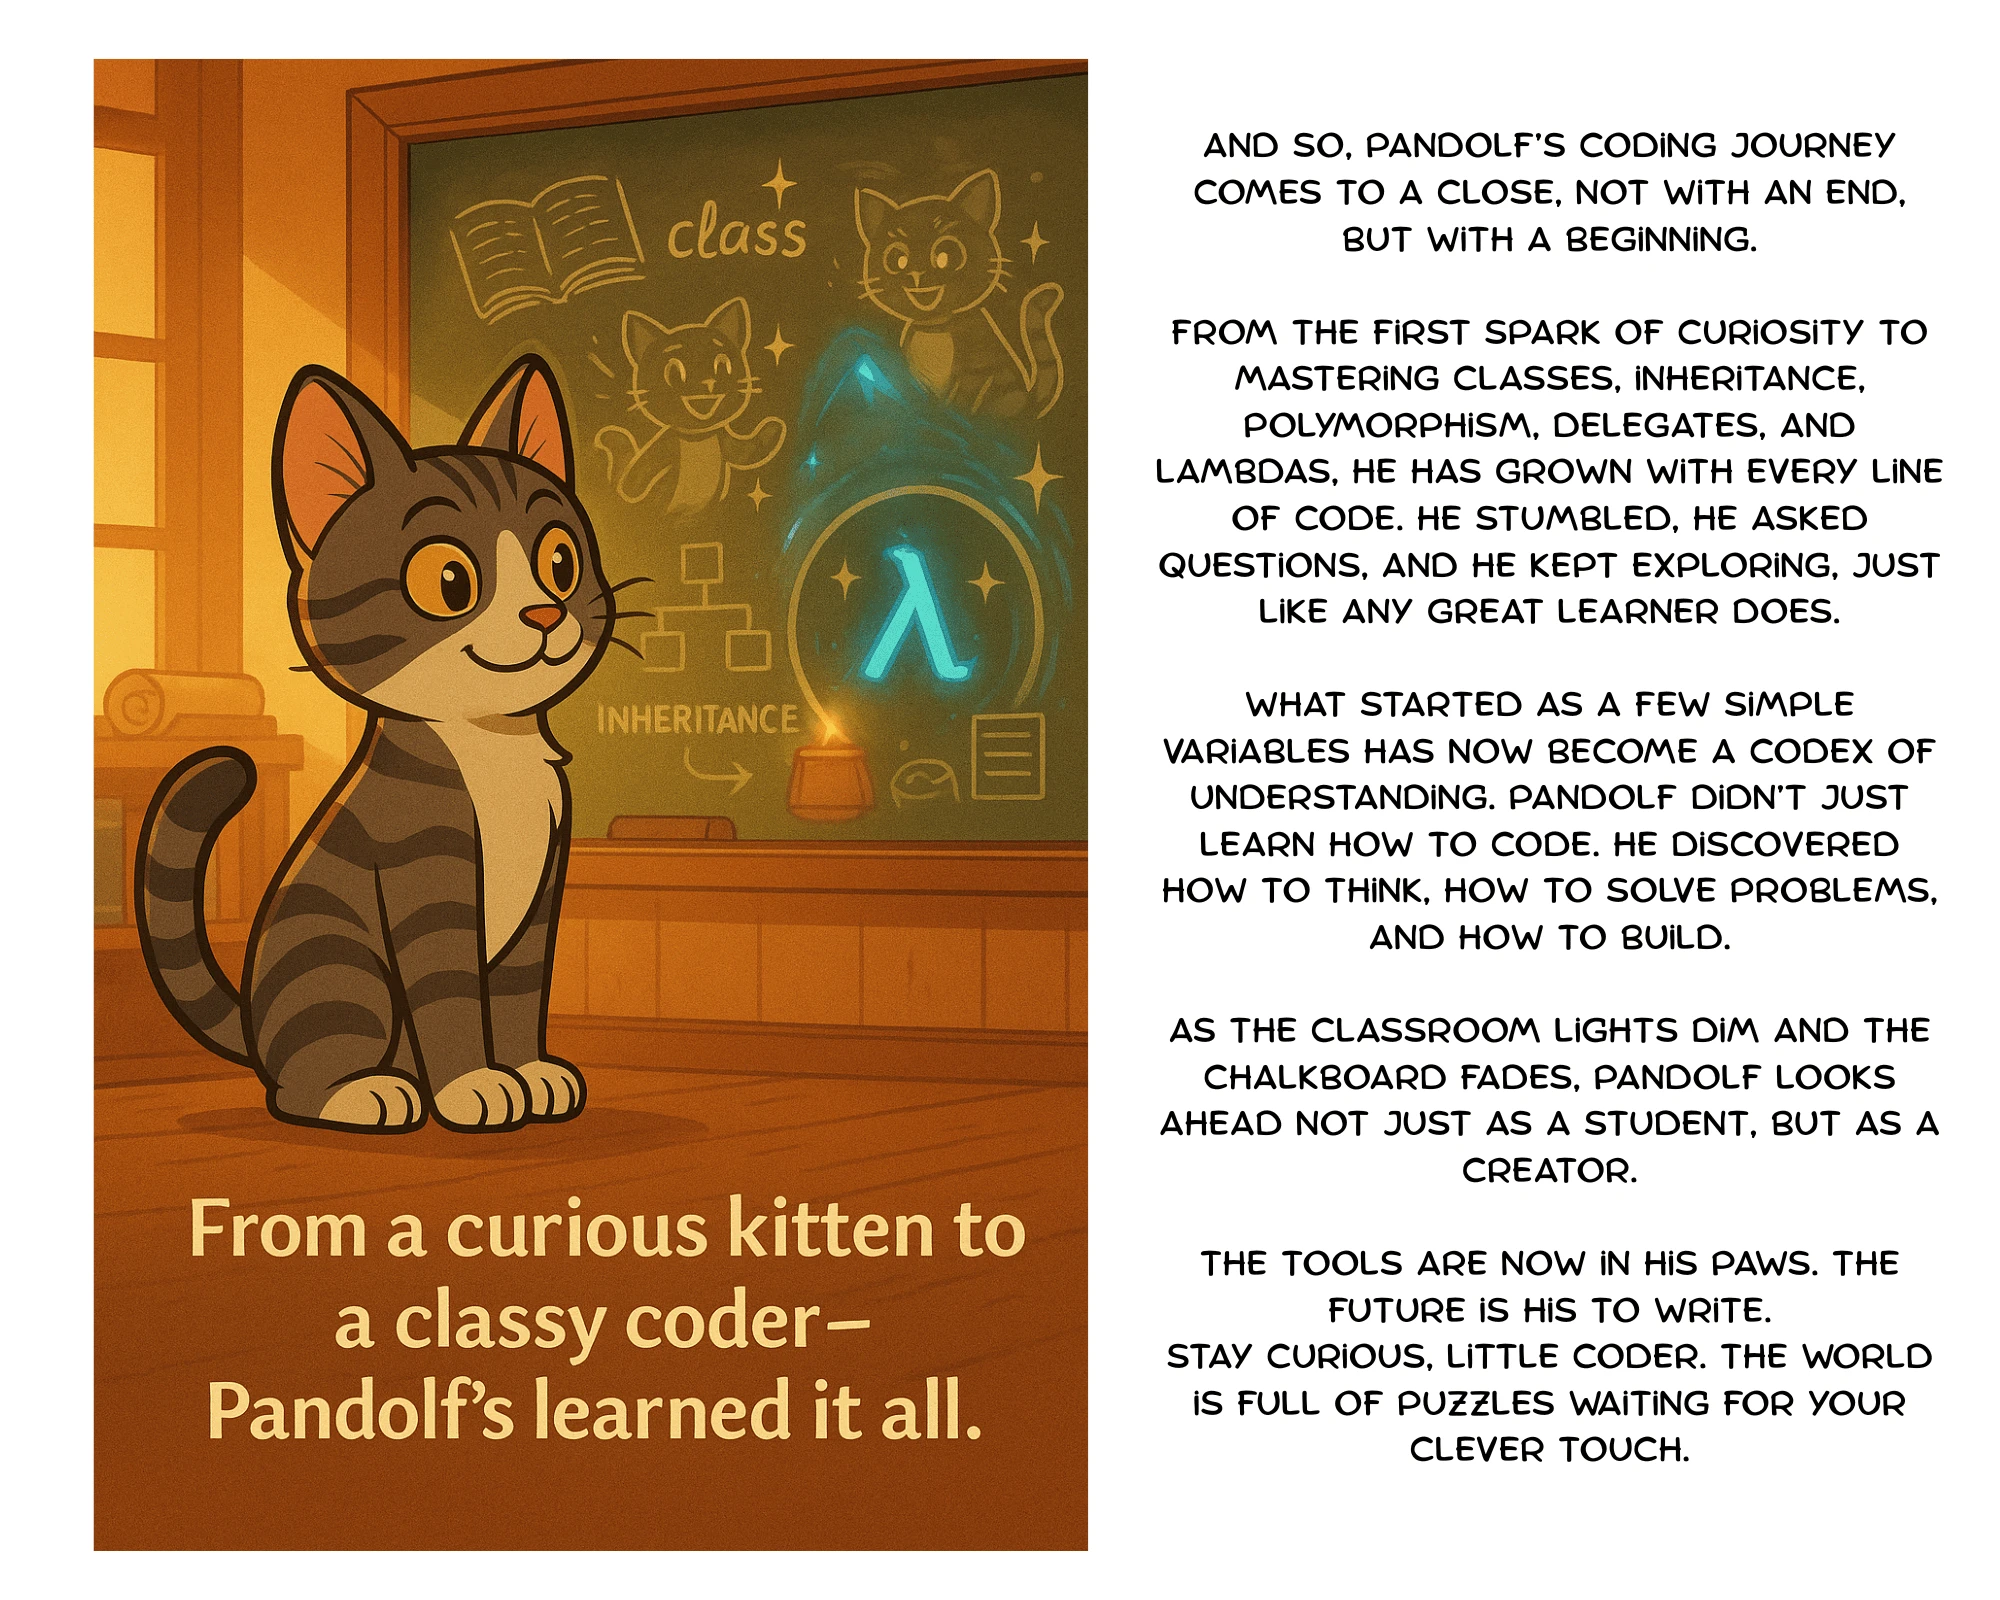 class
λ
INHERITANCE
From a curious kitten to
a classy coder—
Pandolf's learned it all.
AND SO, PANDOLF'S CODING JOURNEY
COMES TO A CLOSE, NOT WITH AN END,
BUT WITH A BEGINNING.
FROM THE FIRST SPARK OF CURIOSITY TO
MASTERING CLASSES, INHERITANCE,
POLYMORPHISM, DELEGATES, AND
LAMBDAS, HE HAS GROWN WITH EVERY LINE
OF CODE. HE STUMBLED, HE ASKED
QUESTIONS, AND HE KEPT EXPLORING, JUST
LIKE ANY GREAT LEARNER DOES.
WHAT STARTED AS A FEW SIMPLE
VARIABLES HAS NOW BECOME A CODEX OF
UNDERSTANDING. PANDOLF DIDN'T JUST
LEARN HOW TO CODE. HE DISCOVERED
HOW TO THINK, HOW TO SOLVE PROBLEMS,
AND HOW TO BUILD.
AS THE CLASSROOM LIGHTS DIM AND THE
CHALKBOARD FADES, PANDOLF LOOKS
AHEAD NOT JUST AS A STUDENT, BUT AS A
CREATOR.
THE TOOLS ARE NOW IN HIS PAWS. THE
FUTURE IS HIS TO WRITE.
STAY CURIOUS, LITTLE CODER. THE WORLD
IS FULL OF PUZZLES WAITING FOR YOUR
CLEVER TOUCH.